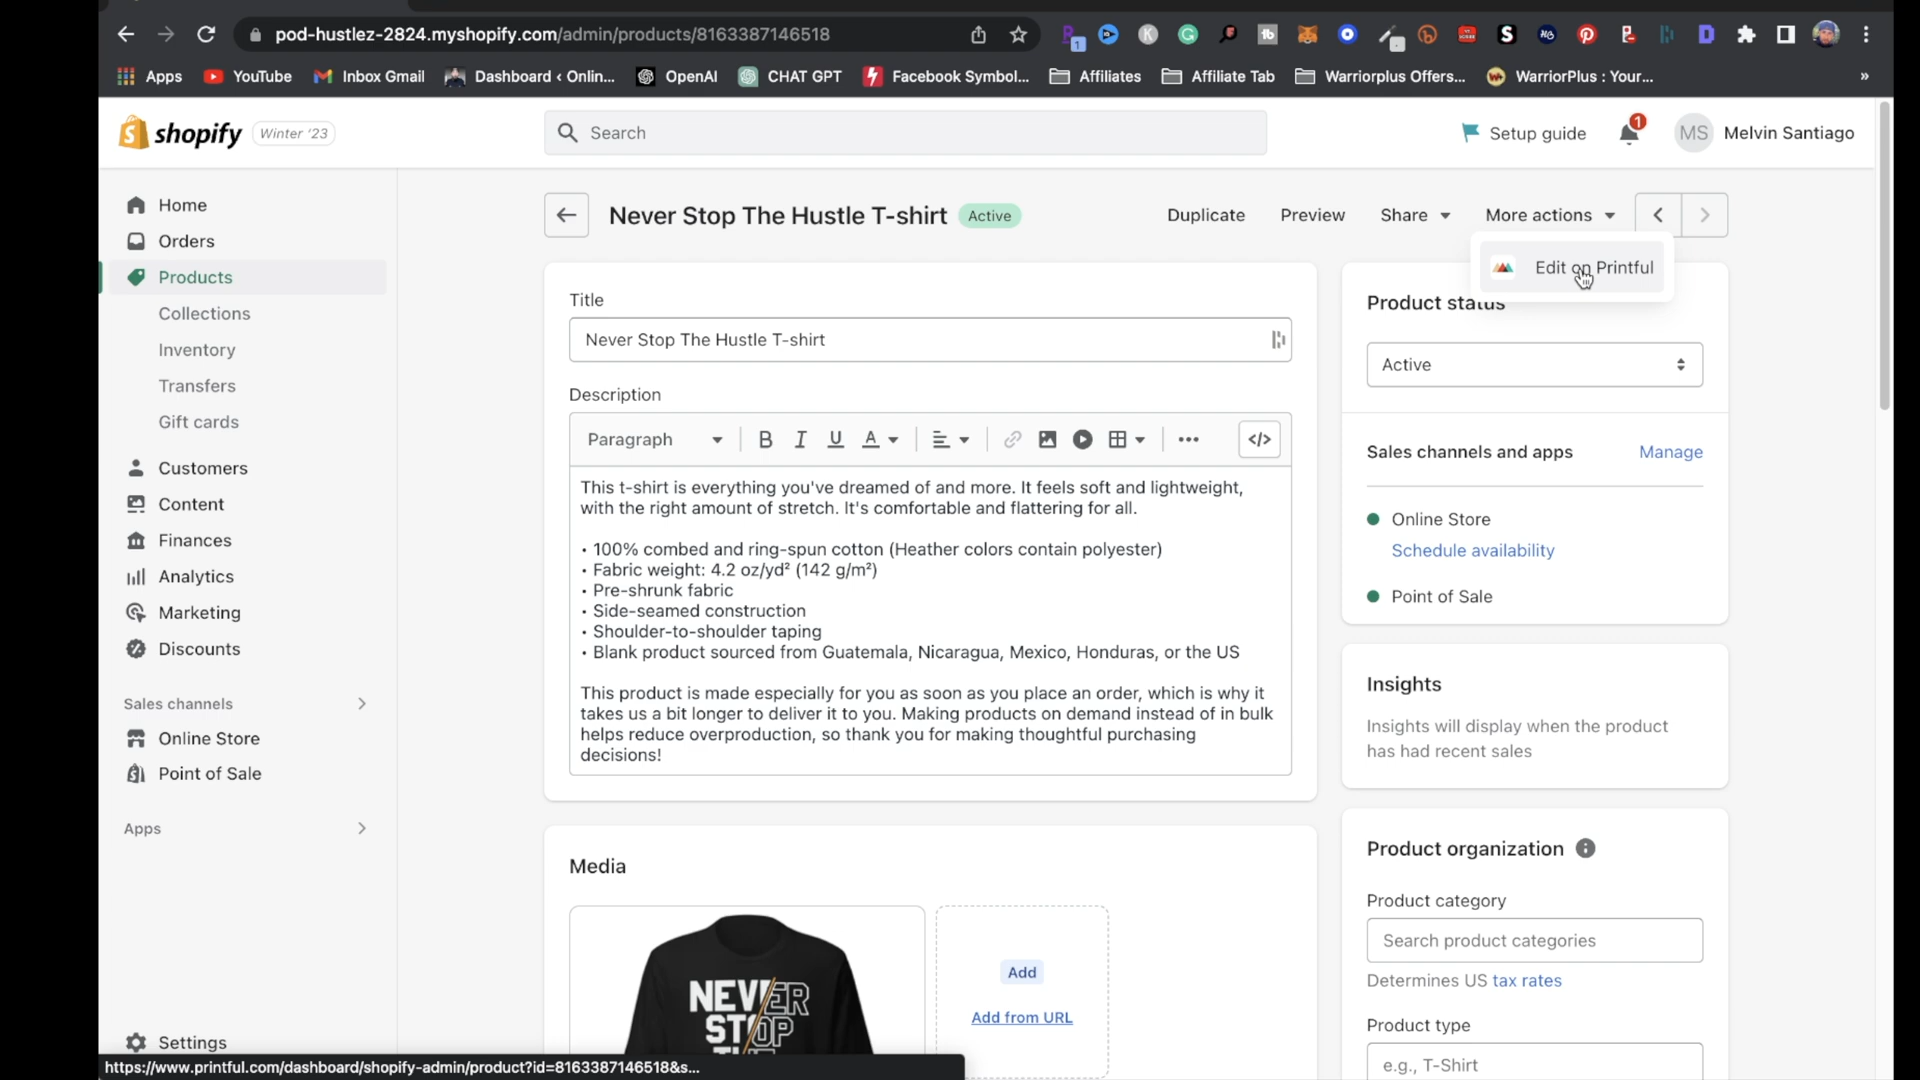 pod-hustlez-2824.myshopify.com/admin/products/8163387146518
1
Apps
YouTube
Inbox Gmail
Dashboard ‹ Onlin...
OpenAI
CHAT GPT
Facebook Symbol...
Affiliates
Affiliate Tab
Warriorplus Offers...
WarriorPlus : Your...
»
shopify
Winter '23
Search
Setup guide
1
MS
Melvin Santiago
Home
Orders
Products
Collections
Inventory
Transfers
Gift cards
Customers
Content
Finances
Analytics
Marketing
Discounts
Sales channels
Online Store
Point of Sale
Apps
Settings
Never Stop The Hustle T-shirt
Active
Duplicate
Preview
Share
More actions
Edit on Printful
Title
Never Stop The Hustle T-shirt
Description
Paragraph
B I U A
</>
This t-shirt is everything you've dreamed of and more. It feels soft and lightweight,
with the right amount of stretch. It's comfortable and flattering for all.
• 100% combed and ring-spun cotton (Heather colors contain polyester)
• Fabric weight: 4.2 oz/yd² (142 g/m²)
• Pre-shrunk fabric
• Side-seamed construction
• Shoulder-to-shoulder taping
• Blank product sourced from Guatemala, Nicaragua, Mexico, Honduras, or the US
This product is made especially for you as soon as you place an order, which is why it
takes us a bit longer to deliver it to you. Making products on demand instead of in bulk
helps reduce overproduction, so thank you for making thoughtful purchasing
decisions!
Media
NEVER
STOP
Add
Add from URL
Product status
Active
Sales channels and apps
Manage
Online Store
Schedule availability
Point of Sale
Insights
Insights will display when the product
has had recent sales
Product organization
Product category
Search product categories
Determines US tax rates
Product type
e.g., T-Shirt
https://www.printful.com/dashboard/shopify-admin/product?id=8163387146518&s...